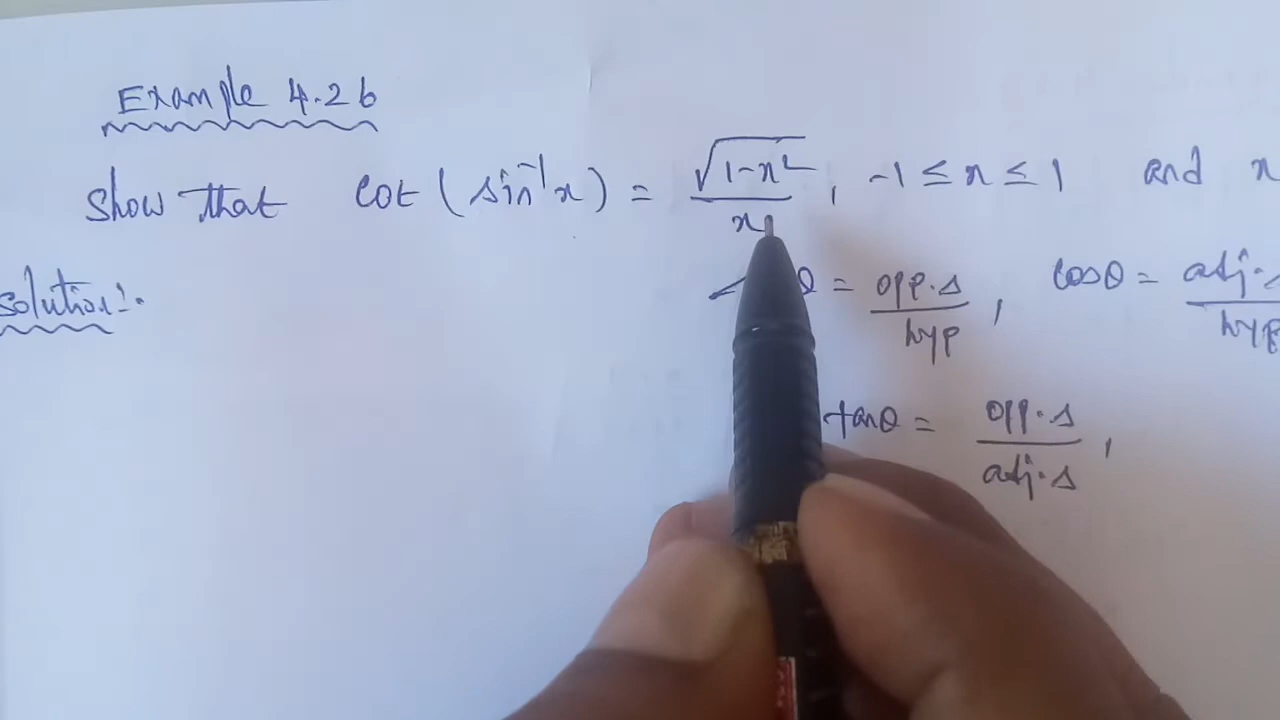 Example 4.26
Show that cot (sin⁻¹x) = √(1-x²)/x, -1 ≤ x ≤ 1 and x
solution:-
θ = opp.s/hyp, cosθ = adj.s/hyp
tanθ = opp.s/adj.s,